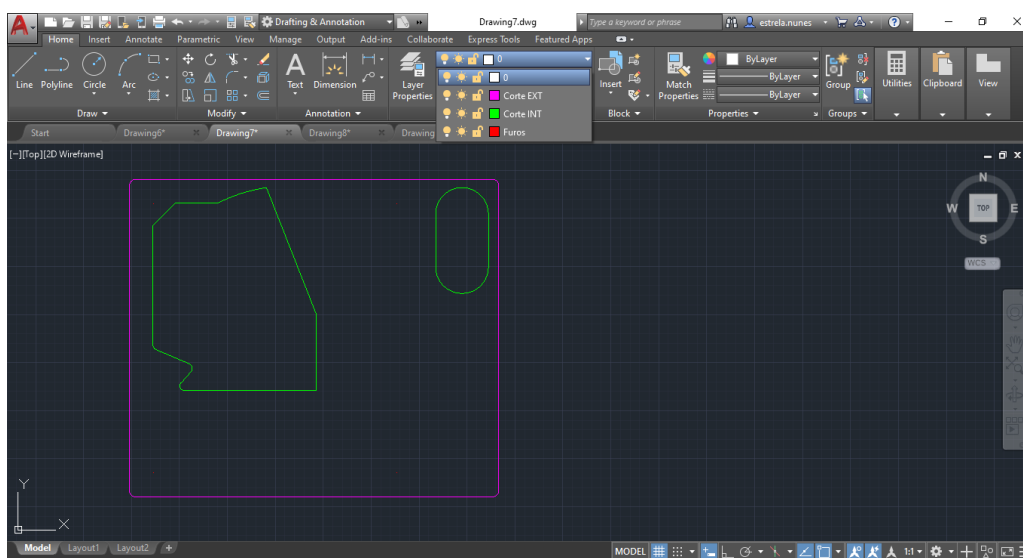 A Drafting & Annotation Drawing7.dwg Type a keyword or phrase estrela.nunes
Home Insert Annotate Parametric View Manage Output Add-ins Collaborate Express Tools Featured Apps
Line Polyline Circle Arc A Text Dimension Layer Properties 0 Insert Match Properties ByLayer Group Utilities Clipboard View
0 ByLayer
Corte EXT ByLayer
Draw Modify Annotation Corte INT Block Properties Groups
Start Drawing6* Drawing7* Drawing8* Drawing Furos
[−][Top][2D Wireframe]
N
W TOP E
S
WCS
Y
X
Model Layout1 Layout2 + MODEL 1:1